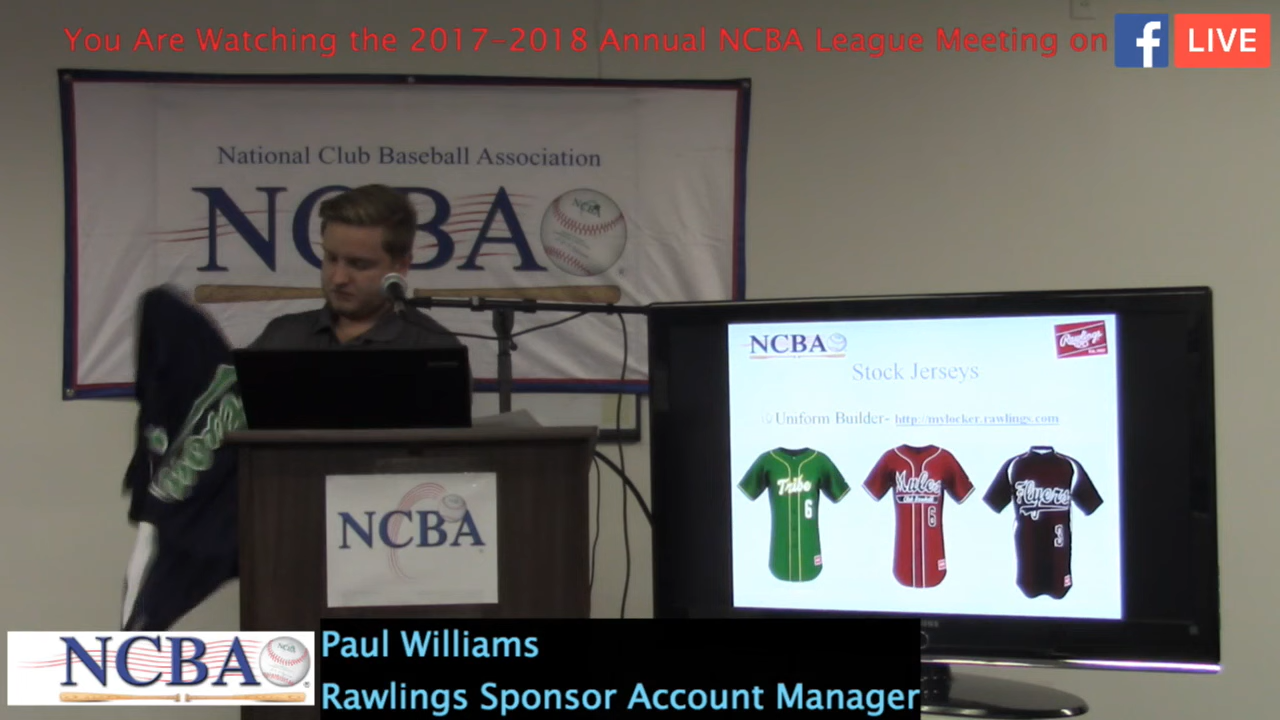 You Are Watching the 2017-2018 Annual NCBA League Meeting on f LIVE
National Club Baseball Association
NCBA
NCBA
Rawlings
Stock Jerseys
Uniform Builder- http://mylocker.rawlings.com
Tribe
6
Mules
Club Baseball
6
Flyers
3
NCBA
NCBA
Paul Williams
Rawlings Sponsor Account Manager